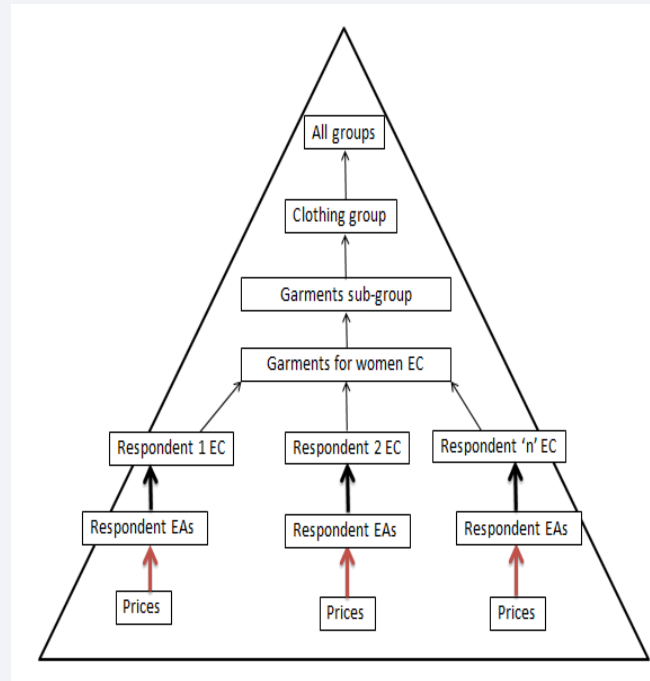 All groups
Clothing group
Garments sub-group
Garments for women EC
Respondent 1 EC
Respondent 2 EC
Respondent ‘n’ EC
Respondent EAs
Respondent EAs
Respondent EAs
Prices
Prices
Prices